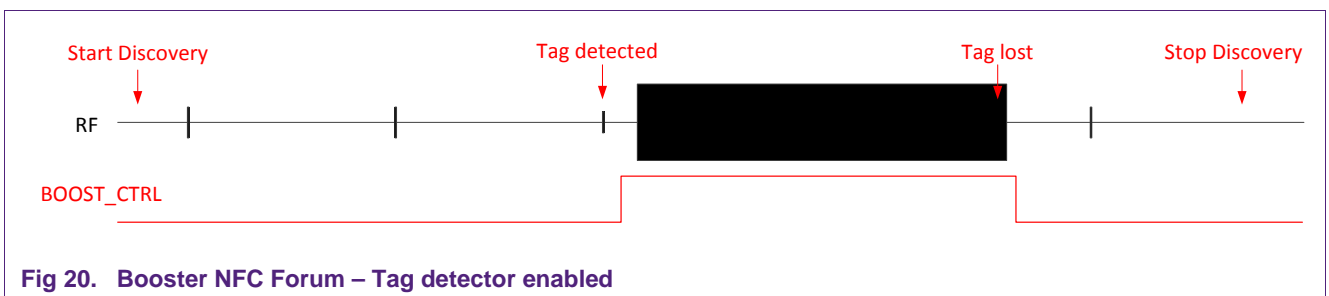 Start Discovery
Tag detected
Tag lost
Stop Discovery
RF
BOOST_CTRL
Fig 20. Booster NFC Forum – Tag detector enabled